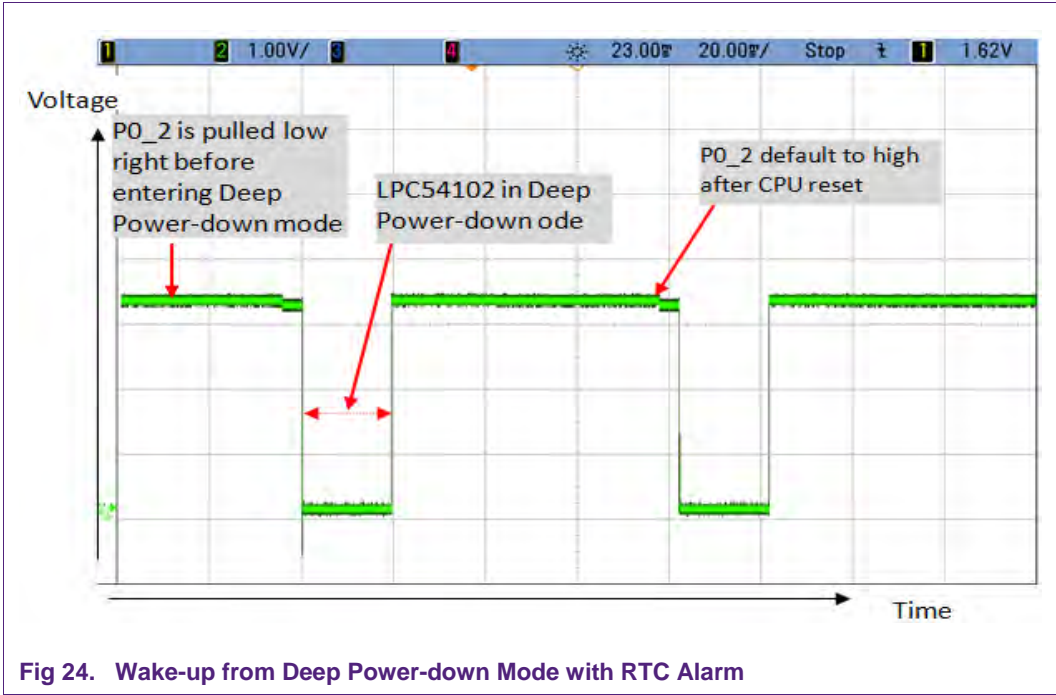 1 2 1.00V/ 3 4 23.00 20.00 / Stop 1 1.62V
Voltage
P0_2 is pulled low
right before
entering Deep
Power-down mode
LPC54102 in Deep
Power-down ode
P0_2 default to high
after CPU reset
Time
Fig 24. Wake-up from Deep Power-down Mode with RTC Alarm